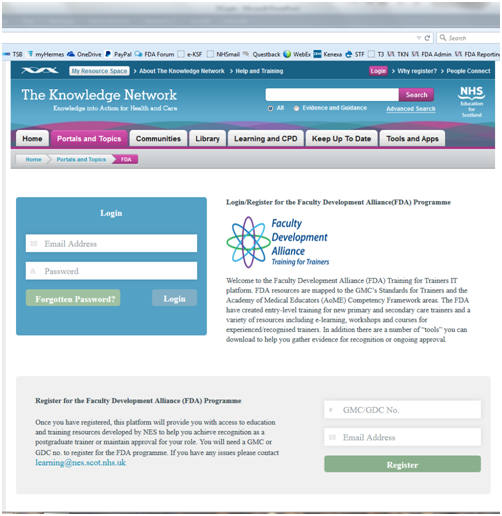 Search
TSB myHermes OneDrive PayPal FDA Forum e-KSF NHSmail Questback WebEx Kenexa STF T3 TKN FDA Admin FDA Reporting
My Resource Space > About The Knowledge Network > Help and Training Login > Why register? > People Connect
The Knowledge Network
Knowledge into Action for Health and Care
Search
All Evidence and Guidance Advanced Search
NHS
Education
for
Scotland
Home Portals and Topics Communities Library Learning and CPD Keep Up To Date Tools and Apps
Home Portals and Topics FDA
Login
Email Address
Password
Forgotten Password? Login
Login/Register for the Faculty Development Alliance(FDA) Programme
Faculty
Development
Alliance
Training for Trainers
Welcome to the Faculty Development Alliance (FDA) Training for Trainers IT
platform. FDA resources are mapped to the GMC's Standards for Trainers and the
Academy of Medical Educators (AoME) Competency Framework areas. The FDA
have created entry-level training for new primary and secondary care trainers and a
variety of resources including e-learning, workshops and courses for
experienced/recognised trainers. In addition there are a number of "tools" you can
download to help you gather evidence for recognition or ongoing approval.
Register for the Faculty Development Alliance (FDA) Programme
Once you have registered, this platform will provide you with access to education
and training resources developed by NES to help you achieve recognition as a
postgraduate trainer or maintain approval for your role. You will need a GMC or
GDC no. to register for the FDA programme. If you have any issues please contact
learning@nes.scot.nhs.uk
# GMC/GDC No.
Email Address
Register